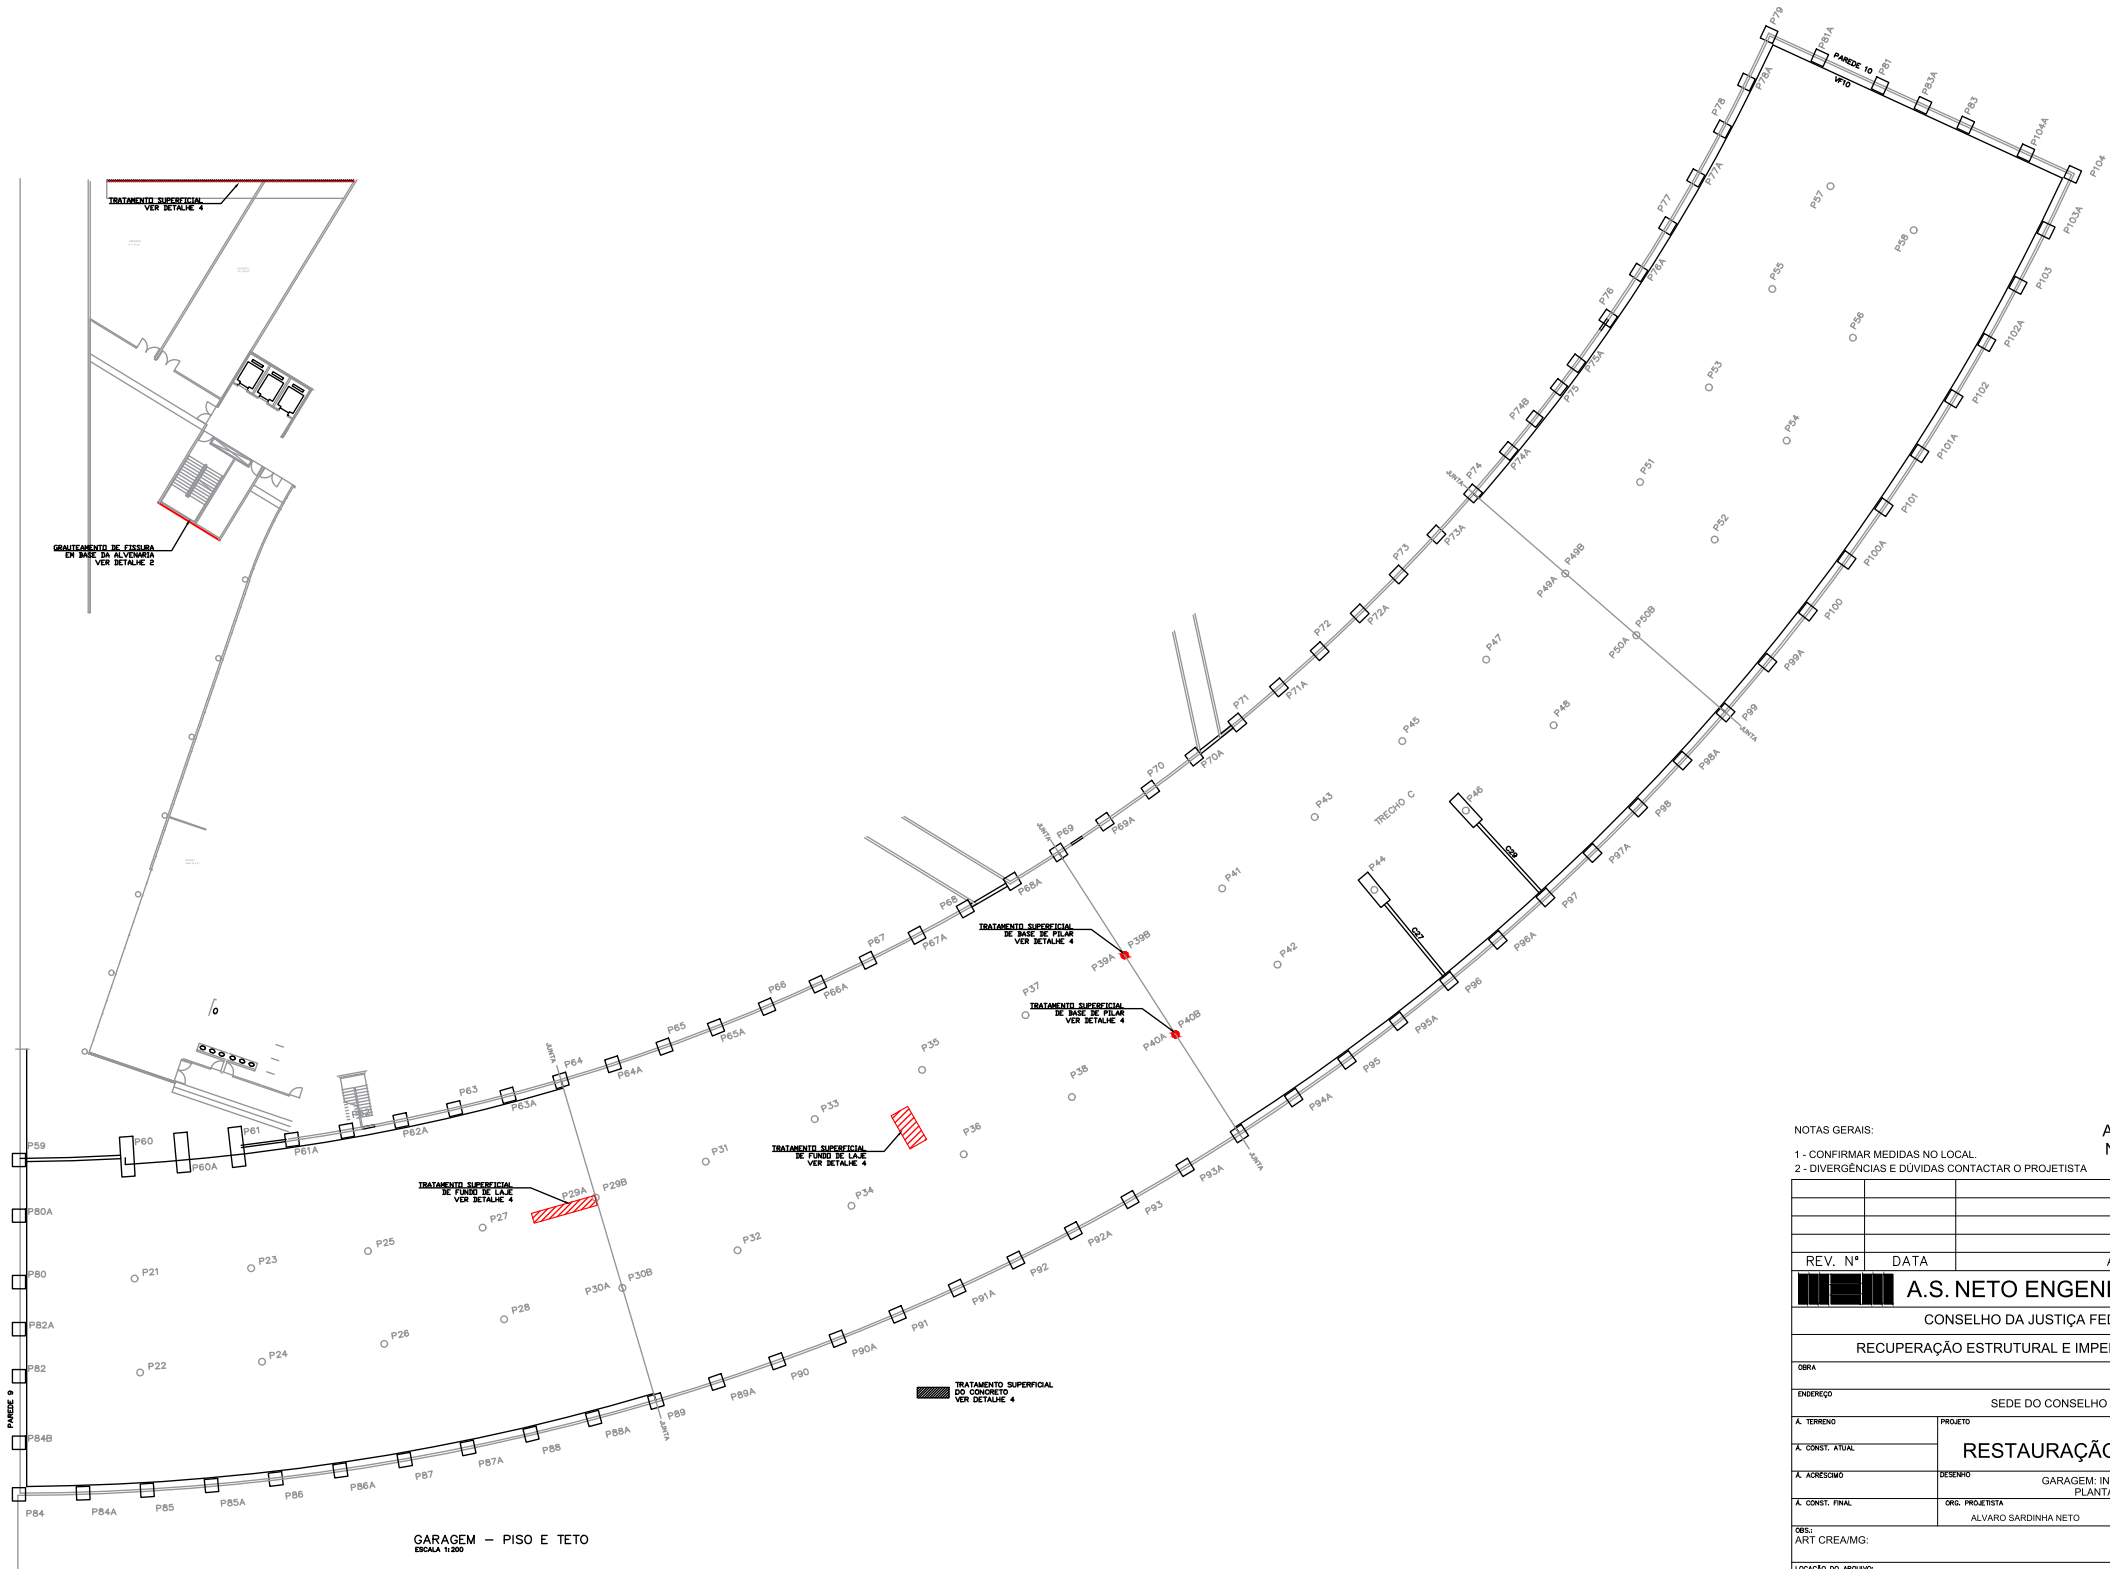 P79
P81A
PAREDE 10
VF10
P81
P83A
P83
P104A
P104
P78A
P78
P77A
P77
P76A
P76
P75A
P75
P74B
P74A
P74
JUNTA
P57
P58
P55
P56
P53
P54
P51
P52
P103A
P103
P102A
P102
P101A
P101
P100A
P100
P99A
P99
JUNTA
TRATAMENTO SUPERFICIAL
VER DETALHE 4
GRAUTEAMENTO DE FISSURA
EM BASE DA ALVENARIA
VER DETALHE 2
P73A
P73
P72A
P72
P71A
P71
P70A
P70
P69A
P69
JUNTA
P49B
P49A
P50B
P50A
P47
P48
P45
P46
P43
P44
TRECHO C
P41
P42
C29
C27
P98A
P98
P97A
P97
P96A
P96
P95A
P95
P94A
JUNTA
P68A
P68
P67A
P67
P66A
P66
P65A
P65
P64A
P64
JUNTA
TRATAMENTO SUPERFICIAL
DE BASE DE PILAR
VER DETALHE 4
P39B
P39A
TRATAMENTO SUPERFICIAL
DE BASE DE PILAR
VER DETALHE 4
P40B
P40A
P37
P38
P35
P36
P33
P34
P31
P32
TRATAMENTO SUPERFICIAL
DE FUNDO DE LAJE
VER DETALHE 4
TRATAMENTO SUPERFICIAL
DE FUNDO DE LAJE
VER DETALHE 4
P29A
P29B
P30A
P30B
P63A
P63
P62A
P61A
P61
P60A
P60
P59
P80A
P80
P82A
P82
PAREDE 9
P84B
P84
P27
P25
P23
P21
P28
P26
P24
P22
P93A
P93
P92A
P92
P91A
P91
P90A
P90
P89A
P89
JUNTA
P88A
P88
P87A
P87
P86A
P86
P85A
P85
P84A
TRATAMENTO SUPERFICIAL
DO CONCRETO
VER DETALHE 4
GARAGEM - PISO E TETO
ESCALA 1:200
NOTAS GERAIS:
1 - CONFIRMAR MEDIDAS NO LOCAL.
2 - DIVERGÊNCIAS E DÚVIDAS CONTACTAR O PROJETISTA
REV. Nº DATA
A.S. NETO ENGEN
CONSELHO DA JUSTIÇA FE
RECUPERAÇÃO ESTRUTURAL E IMPE
OBRA
ENDEREÇO
SEDE DO CONSELHO
Á. TERRENO
PROJETO
Á. CONST. ATUAL
RESTAURAÇÃO
Á. ACRÉSCIMO
DESENHO
GARAGEM: IN
PLANTA
Á. CONST. FINAL
ORG. PROJETISTA
ALVARO SARDINHA NETO
OBS.:
ART CREA/MG: